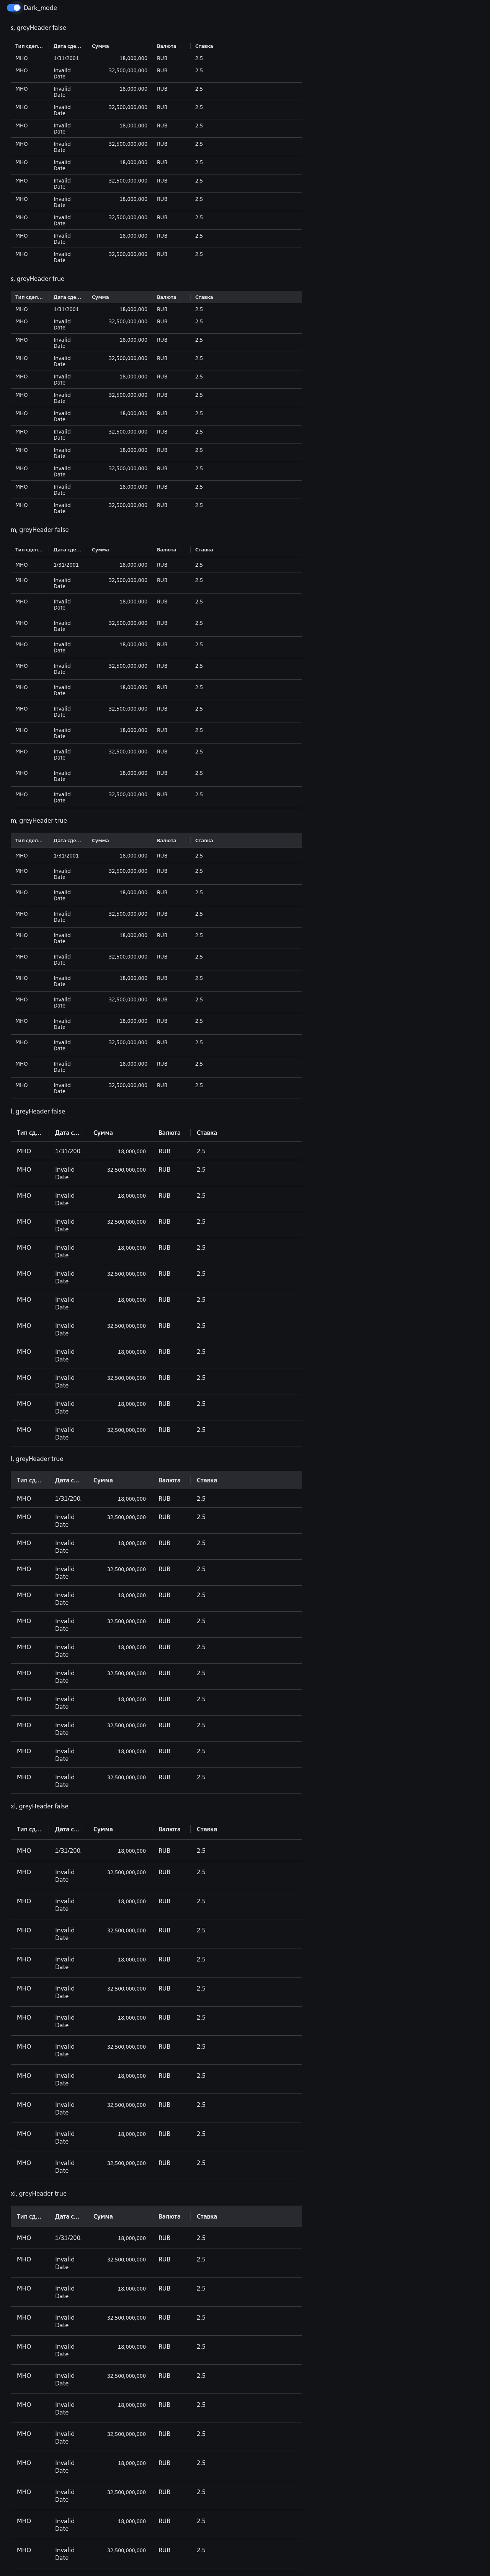 Dark_mode
s, greyHeader false
Тип сдел... Дата сде... Сумма Валюта Ставка
МНО 1/31/2001 18,000,000 RUB 2.5
МНО Invalid Date 32,500,000,000 RUB 2.5
МНО Invalid Date 18,000,000 RUB 2.5
МНО Invalid Date 32,500,000,000 RUB 2.5
МНО Invalid Date 18,000,000 RUB 2.5
МНО Invalid Date 32,500,000,000 RUB 2.5
МНО Invalid Date 18,000,000 RUB 2.5
МНО Invalid Date 32,500,000,000 RUB 2.5
МНО Invalid Date 18,000,000 RUB 2.5
МНО Invalid Date 32,500,000,000 RUB 2.5
МНО Invalid Date 18,000,000 RUB 2.5
МНО Invalid Date 32,500,000,000 RUB 2.5
s, greyHeader true
Тип сдел... Дата сде... Сумма Валюта Ставка
МНО 1/31/2001 18,000,000 RUB 2.5
МНО Invalid Date 32,500,000,000 RUB 2.5
МНО Invalid Date 18,000,000 RUB 2.5
МНО Invalid Date 32,500,000,000 RUB 2.5
МНО Invalid Date 18,000,000 RUB 2.5
МНО Invalid Date 32,500,000,000 RUB 2.5
МНО Invalid Date 18,000,000 RUB 2.5
МНО Invalid Date 32,500,000,000 RUB 2.5
МНО Invalid Date 18,000,000 RUB 2.5
МНО Invalid Date 32,500,000,000 RUB 2.5
МНО Invalid Date 18,000,000 RUB 2.5
МНО Invalid Date 32,500,000,000 RUB 2.5
m, greyHeader false
Тип сдел... Дата сде... Сумма Валюта Ставка
МНО 1/31/2001 18,000,000 RUB 2.5
МНО Invalid Date 32,500,000,000 RUB 2.5
МНО Invalid Date 18,000,000 RUB 2.5
МНО Invalid Date 32,500,000,000 RUB 2.5
МНО Invalid Date 18,000,000 RUB 2.5
МНО Invalid Date 32,500,000,000 RUB 2.5
МНО Invalid Date 18,000,000 RUB 2.5
МНО Invalid Date 32,500,000,000 RUB 2.5
МНО Invalid Date 18,000,000 RUB 2.5
МНО Invalid Date 32,500,000,000 RUB 2.5
МНО Invalid Date 18,000,000 RUB 2.5
МНО Invalid Date 32,500,000,000 RUB 2.5
m, greyHeader true
Тип сдел... Дата сде... Сумма Валюта Ставка
МНО 1/31/2001 18,000,000 RUB 2.5
МНО Invalid Date 32,500,000,000 RUB 2.5
МНО Invalid Date 18,000,000 RUB 2.5
МНО Invalid Date 32,500,000,000 RUB 2.5
МНО Invalid Date 18,000,000 RUB 2.5
МНО Invalid Date 32,500,000,000 RUB 2.5
МНО Invalid Date 18,000,000 RUB 2.5
МНО Invalid Date 32,500,000,000 RUB 2.5
МНО Invalid Date 18,000,000 RUB 2.5
МНО Invalid Date 32,500,000,000 RUB 2.5
МНО Invalid Date 18,000,000 RUB 2.5
МНО Invalid Date 32,500,000,000 RUB 2.5
l, greyHeader false
Тип сд... Дата с... Сумма Валюта Ставка
МНО 1/31/200 18,000,000 RUB 2.5
МНО Invalid Date 32,500,000,000 RUB 2.5
МНО Invalid Date 18,000,000 RUB 2.5
МНО Invalid Date 32,500,000,000 RUB 2.5
МНО Invalid Date 18,000,000 RUB 2.5
МНО Invalid Date 32,500,000,000 RUB 2.5
МНО Invalid Date 18,000,000 RUB 2.5
МНО Invalid Date 32,500,000,000 RUB 2.5
МНО Invalid Date 18,000,000 RUB 2.5
МНО Invalid Date 32,500,000,000 RUB 2.5
МНО Invalid Date 18,000,000 RUB 2.5
МНО Invalid Date 32,500,000,000 RUB 2.5
l, greyHeader true
Тип сд... Дата с... Сумма Валюта Ставка
МНО 1/31/200 18,000,000 RUB 2.5
МНО Invalid Date 32,500,000,000 RUB 2.5
МНО Invalid Date 18,000,000 RUB 2.5
МНО Invalid Date 32,500,000,000 RUB 2.5
МНО Invalid Date 18,000,000 RUB 2.5
МНО Invalid Date 32,500,000,000 RUB 2.5
МНО Invalid Date 18,000,000 RUB 2.5
МНО Invalid Date 32,500,000,000 RUB 2.5
МНО Invalid Date 18,000,000 RUB 2.5
МНО Invalid Date 32,500,000,000 RUB 2.5
МНО Invalid Date 18,000,000 RUB 2.5
МНО Invalid Date 32,500,000,000 RUB 2.5
xl, greyHeader false
Тип сд... Дата с... Сумма Валюта Ставка
МНО 1/31/200 18,000,000 RUB 2.5
МНО Invalid Date 32,500,000,000 RUB 2.5
МНО Invalid Date 18,000,000 RUB 2.5
МНО Invalid Date 32,500,000,000 RUB 2.5
МНО Invalid Date 18,000,000 RUB 2.5
МНО Invalid Date 32,500,000,000 RUB 2.5
МНО Invalid Date 18,000,000 RUB 2.5
МНО Invalid Date 32,500,000,000 RUB 2.5
МНО Invalid Date 18,000,000 RUB 2.5
МНО Invalid Date 32,500,000,000 RUB 2.5
МНО Invalid Date 18,000,000 RUB 2.5
МНО Invalid Date 32,500,000,000 RUB 2.5
xl, greyHeader true
Тип сд... Дата с... Сумма Валюта Ставка
МНО 1/31/200 18,000,000 RUB 2.5
МНО Invalid Date 32,500,000,000 RUB 2.5
МНО Invalid Date 18,000,000 RUB 2.5
МНО Invalid Date 32,500,000,000 RUB 2.5
МНО Invalid Date 18,000,000 RUB 2.5
МНО Invalid Date 32,500,000,000 RUB 2.5
МНО Invalid Date 18,000,000 RUB 2.5
МНО Invalid Date 32,500,000,000 RUB 2.5
МНО Invalid Date 18,000,000 RUB 2.5
МНО Invalid Date 32,500,000,000 RUB 2.5
МНО Invalid Date 18,000,000 RUB 2.5
МНО Invalid Date 32,500,000,000 RUB 2.5